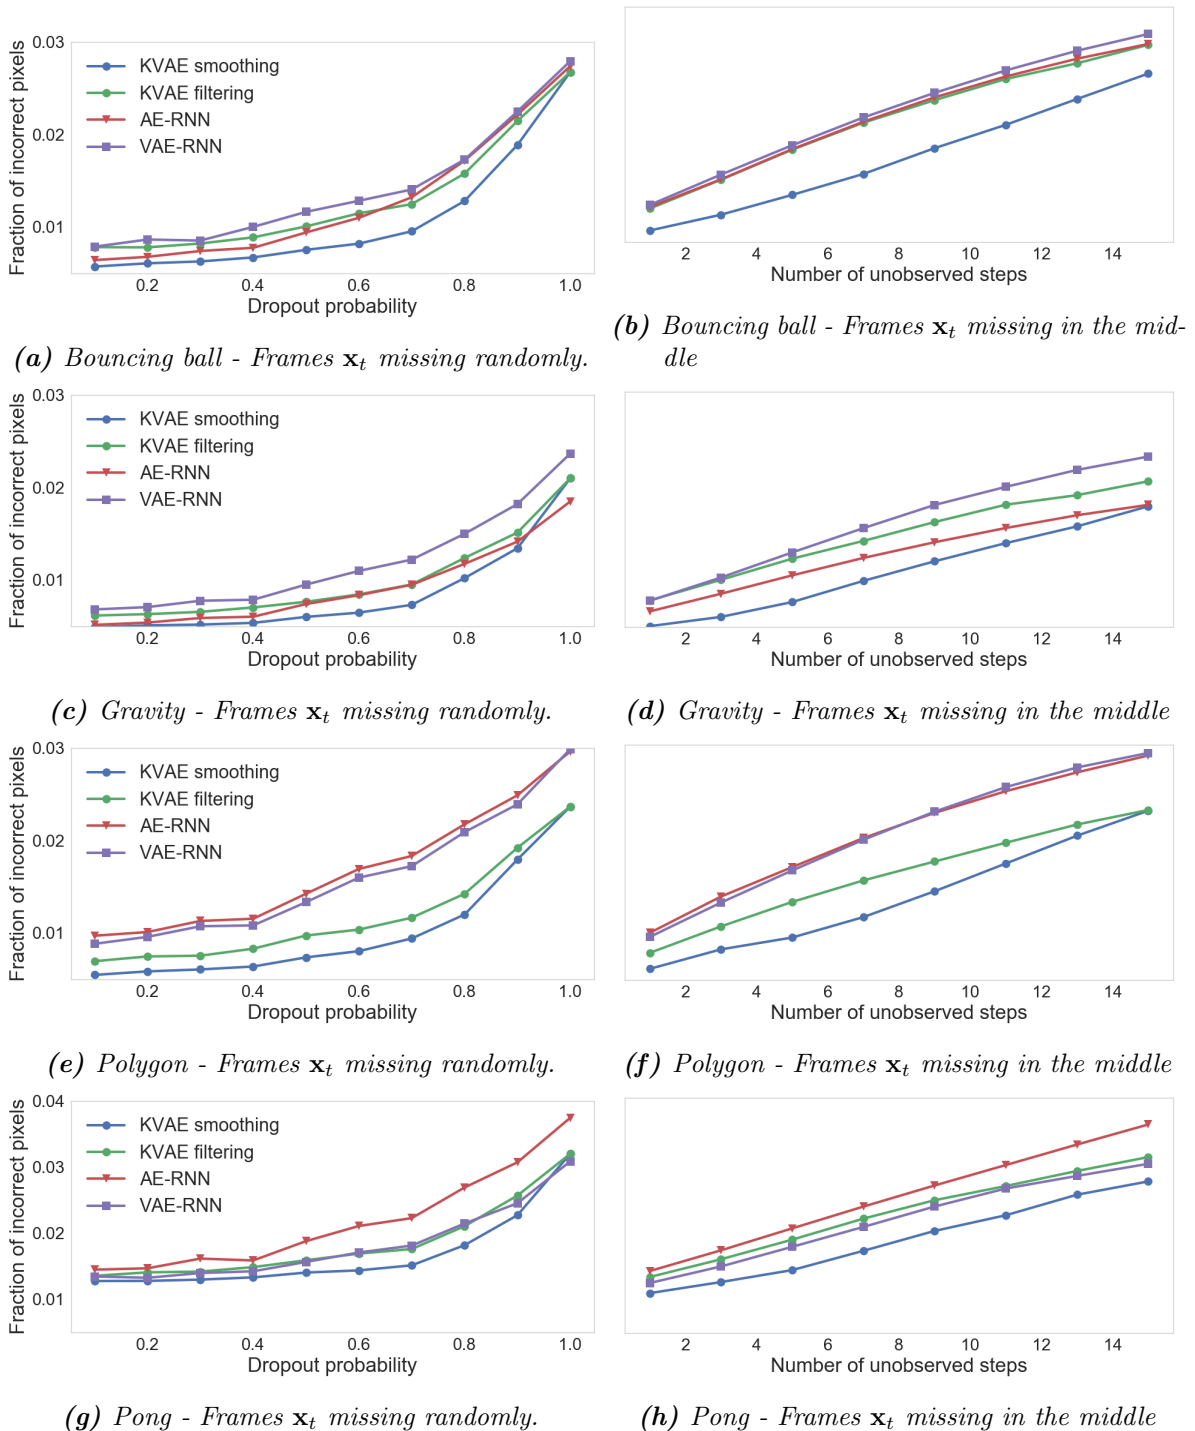 0.03
0.02
0.01
Fraction of incorrect pixels
KVAE smoothing
KVAE filtering
AE-RNN
VAE-RNN
0.2 0.4 0.6 0.8 1.0
Dropout probability
2 4 6 8 10 12 14
Number of unobserved steps
(a) Bouncing ball - Frames x_t missing randomly.
(b) Bouncing ball - Frames x_t missing in the mid-
dle
0.03
0.02
0.01
Fraction of incorrect pixels
KVAE smoothing
KVAE filtering
AE-RNN
VAE-RNN
0.2 0.4 0.6 0.8 1.0
Dropout probability
2 4 6 8 10 12 14
Number of unobserved steps
(c) Gravity - Frames x_t missing randomly.
(d) Gravity - Frames x_t missing in the middle
0.03
0.02
0.01
Fraction of incorrect pixels
KVAE smoothing
KVAE filtering
AE-RNN
VAE-RNN
0.2 0.4 0.6 0.8 1.0
Dropout probability
2 4 6 8 10 12 14
Number of unobserved steps
(e) Polygon - Frames x_t missing randomly.
(f) Polygon - Frames x_t missing in the middle
0.04
0.03
0.02
0.01
Fraction of incorrect pixels
KVAE smoothing
KVAE filtering
AE-RNN
VAE-RNN
0.2 0.4 0.6 0.8 1.0
Dropout probability
2 4 6 8 10 12 14
Number of unobserved steps
(g) Pong - Frames x_t missing randomly.
(h) Pong - Frames x_t missing in the middle